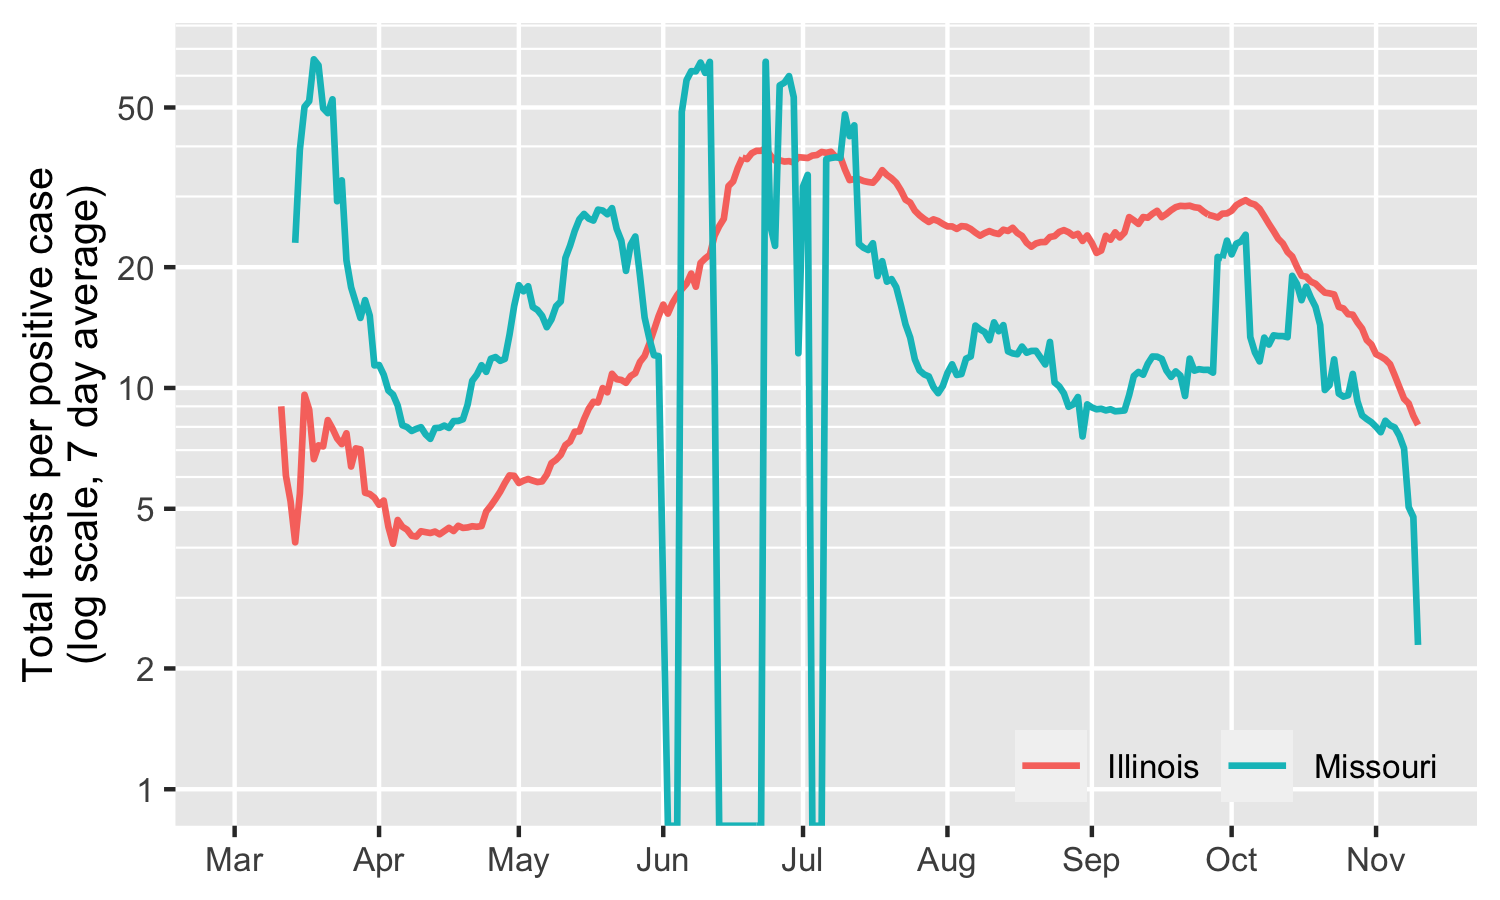 Total tests per positive case
(log scale, 7 day average)
50
20
10
5
2
1
Illinois
Missouri
Mar
Apr
May
Jun
Jul
Aug
Sep
Oct
Nov